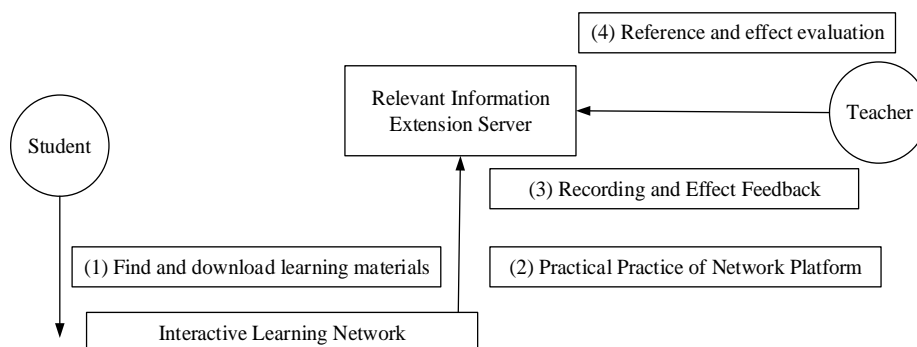 (4) Reference and effect evaluation
Relevant Information
Extension Server
Teacher
Student
(3) Recording and Effect Feedback
(1) Find and download learning materials
(2) Practical Practice of Network Platform
Interactive Learning Network